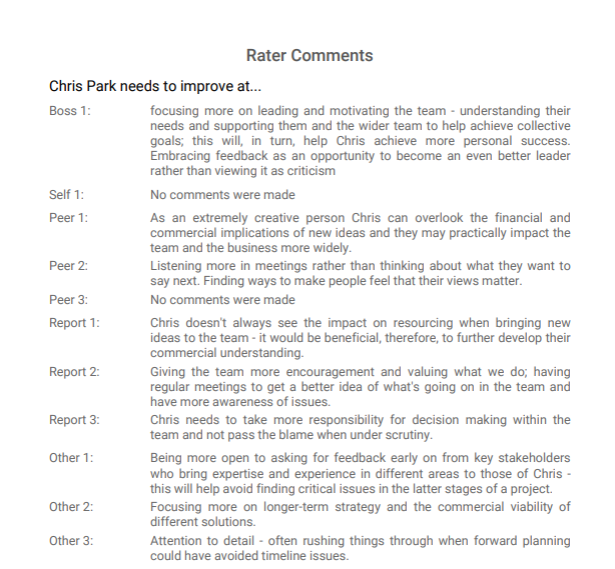 Rater Comments
Chris Park needs to improve at...
Boss 1: focusing more on leading and motivating the team - understanding their
needs and supporting them and the wider team to help achieve collective
goals; this will, in turn, help Chris achieve more personal success.
Embracing feedback as an opportunity to become an even better leader
rather than viewing it as criticism
Self 1: No comments were made
Peer 1: As an extremely creative person Chris can overlook the financial and
commercial implications of new ideas and they may practically impact the
team and the business more widely.
Peer 2: Listening more in meetings rather than thinking about what they want to
say next. Finding ways to make people feel that their views matter.
Peer 3: No comments were made
Report 1: Chris doesn't always see the impact on resourcing when bringing new
ideas to the team - it would be beneficial, therefore, to further develop their
commercial understanding.
Report 2: Giving the team more encouragement and valuing what we do; having
regular meetings to get a better idea of what's going on in the team and
have more awareness of issues.
Report 3: Chris needs to take more responsibility for decision making within the
team and not pass the blame when under scrutiny.
Other 1: Being more open to asking for feedback early on from key stakeholders
who bring expertise and experience in different areas to those of Chris -
this will help avoid finding critical issues in the latter stages of a project.
Other 2: Focusing more on longer-term strategy and the commercial viability of
different solutions.
Other 3: Attention to detail - often rushing things through when forward planning
could have avoided timeline issues.